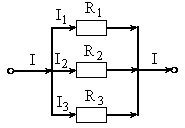 I₁ R₁
I I₂ R₂ I
I₃ R₃